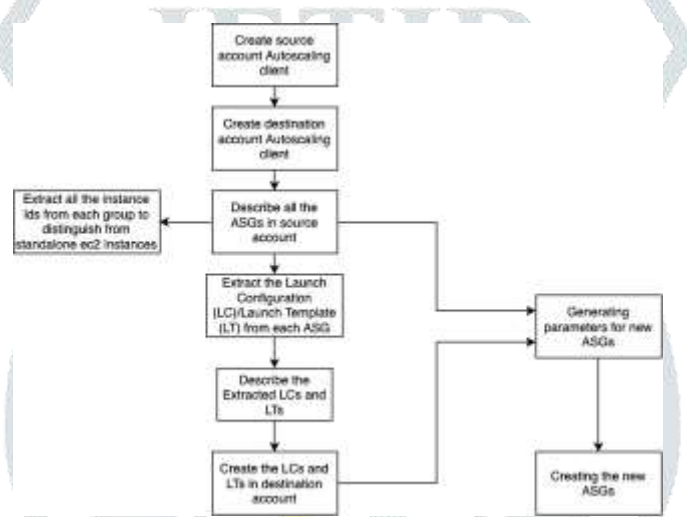 Create source
account Autoscaling
client
Create destination
account Autoscaling
client
Describe all the
ASGs in source
account
Extract all the instance
Ids from each group to
distinguish from
standalone ec2 instances
Extract the Launch
Configuration
(LC)/Launch Template
(LT) from each ASG
Generating
parameters for new
ASGs
Describe the
Extracted LCs and
LTs
Create the LCs and
LTs in destination
account
Creating the new
ASGs